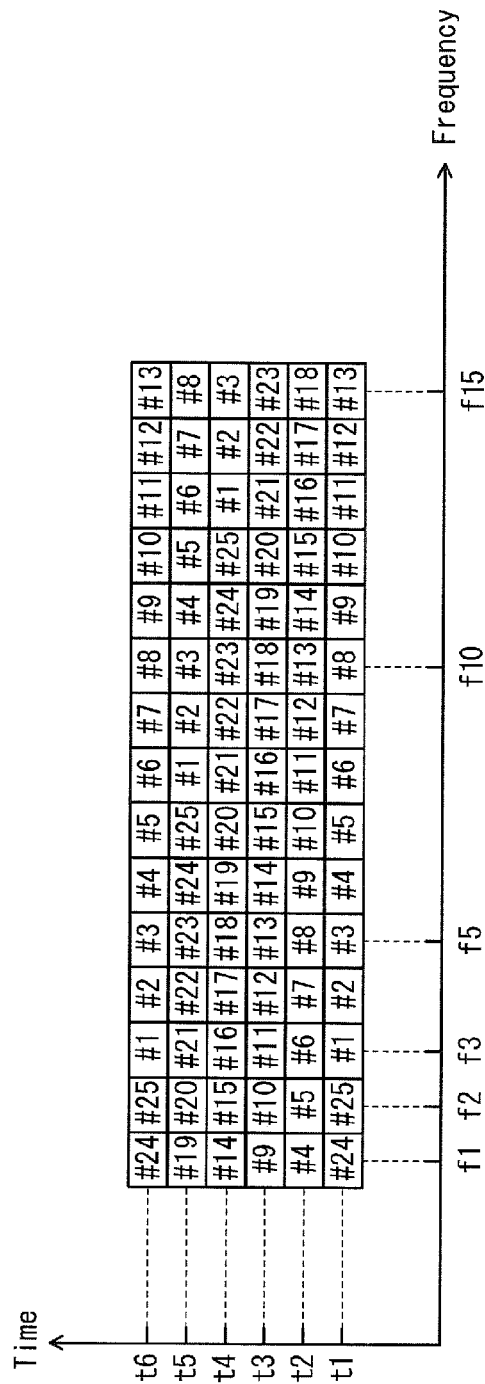 Time
t6 #24 #25 #1 #2 #3 #4 #5 #6 #7 #8 #9 #10 #11 #12 #13
t5 #19 #20 #21 #22 #23 #24 #25 #1 #2 #3 #4 #5 #6 #7 #8
t4 #14 #15 #16 #17 #18 #19 #20 #21 #22 #23 #24 #25 #1 #2 #3
t3 #9 #10 #11 #12 #13 #14 #15 #16 #17 #18 #19 #20 #21 #22 #23
t2 #4 #5 #6 #7 #8 #9 #10 #11 #12 #13 #14 #15 #16 #17 #18
t1 #24 #25 #1 #2 #3 #4 #5 #6 #7 #8 #9 #10 #11 #12 #13
f1 f2 f3 f5 f10 f15
Frequency